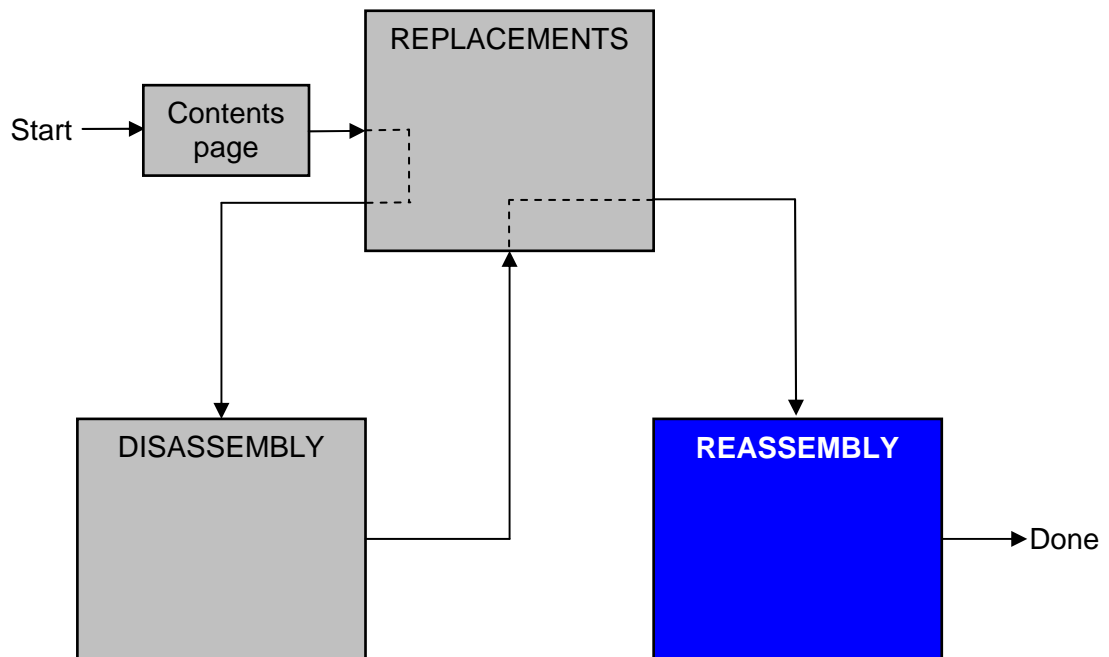 REPLACEMENTS
Start
Contents
page
DISASSEMBLY
REASSEMBLY
Done